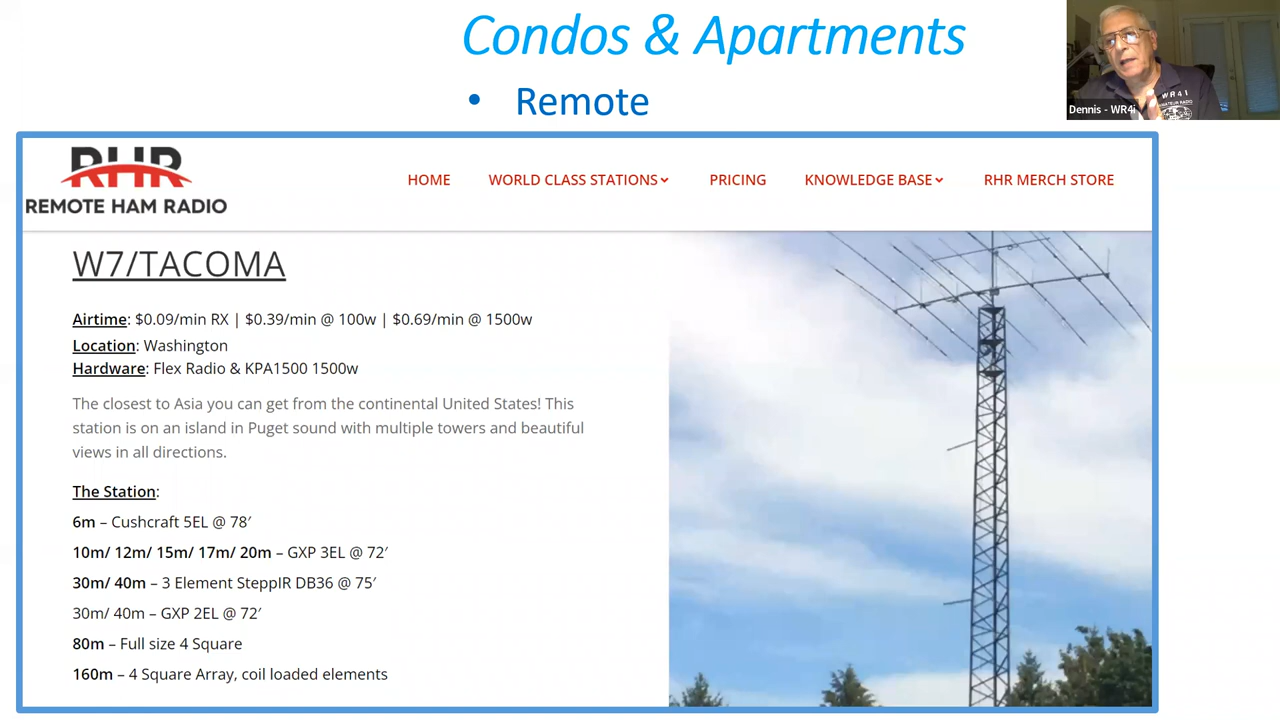 Condos & Apartments
• Remote
Dennis - WR4i
WR4I
RHR
REMOTE HAM RADIO
HOME WORLD CLASS STATIONS PRICING KNOWLEDGE BASE RHR MERCH STORE
W7/TACOMA
Airtime: $0.09/min RX | $0.39/min @ 100w | $0.69/min @ 1500w
Location: Washington
Hardware: Flex Radio & KPA1500 1500w
The closest to Asia you can get from the continental United States! This
station is on an island in Puget sound with multiple towers and beautiful
views in all directions.
The Station:
6m – Cushcraft 5EL @ 78′
10m/ 12m/ 15m/ 17m/ 20m – GXP 3EL @ 72′
30m/ 40m – 3 Element SteppIR DB36 @ 75′
30m/ 40m – GXP 2EL @ 72′
80m – Full size 4 Square
160m – 4 Square Array, coil loaded elements